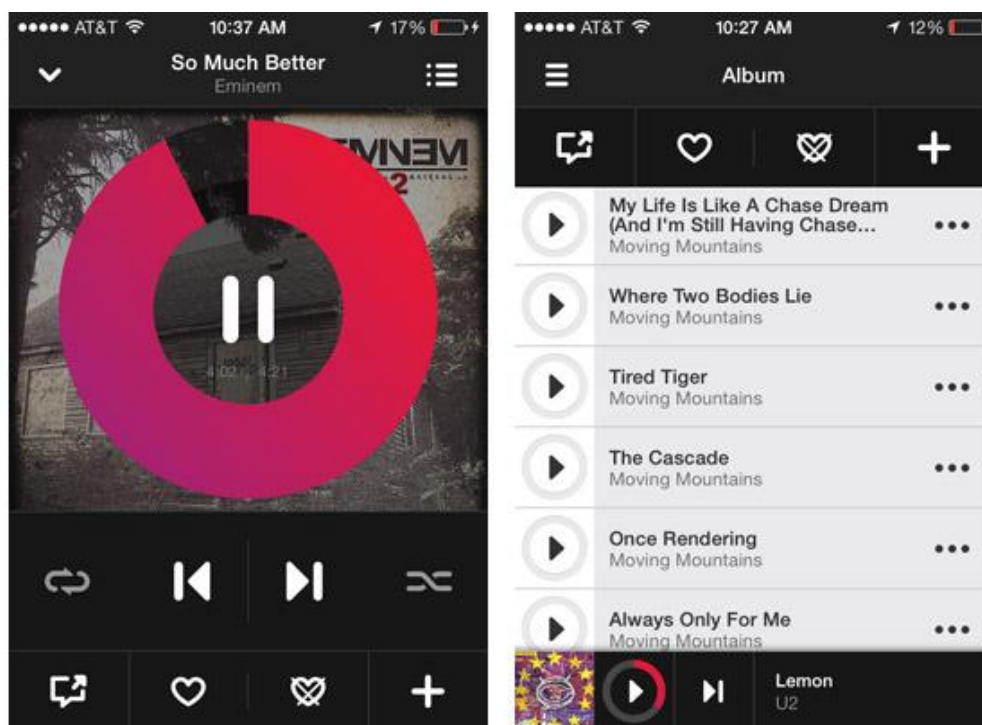 AT&T 10:37 AM 17%
So Much Better
Eminem
EMINEM
4:02 / 4:21
AT&T 10:27 AM 12%
Album
My Life Is Like A Chase Dream
(And I'm Still Having Chase...
Moving Mountains
Where Two Bodies Lie
Moving Mountains
Tired Tiger
Moving Mountains
The Cascade
Moving Mountains
Once Rendering
Moving Mountains
Always Only For Me
Moving Mountains
Lemon
U2